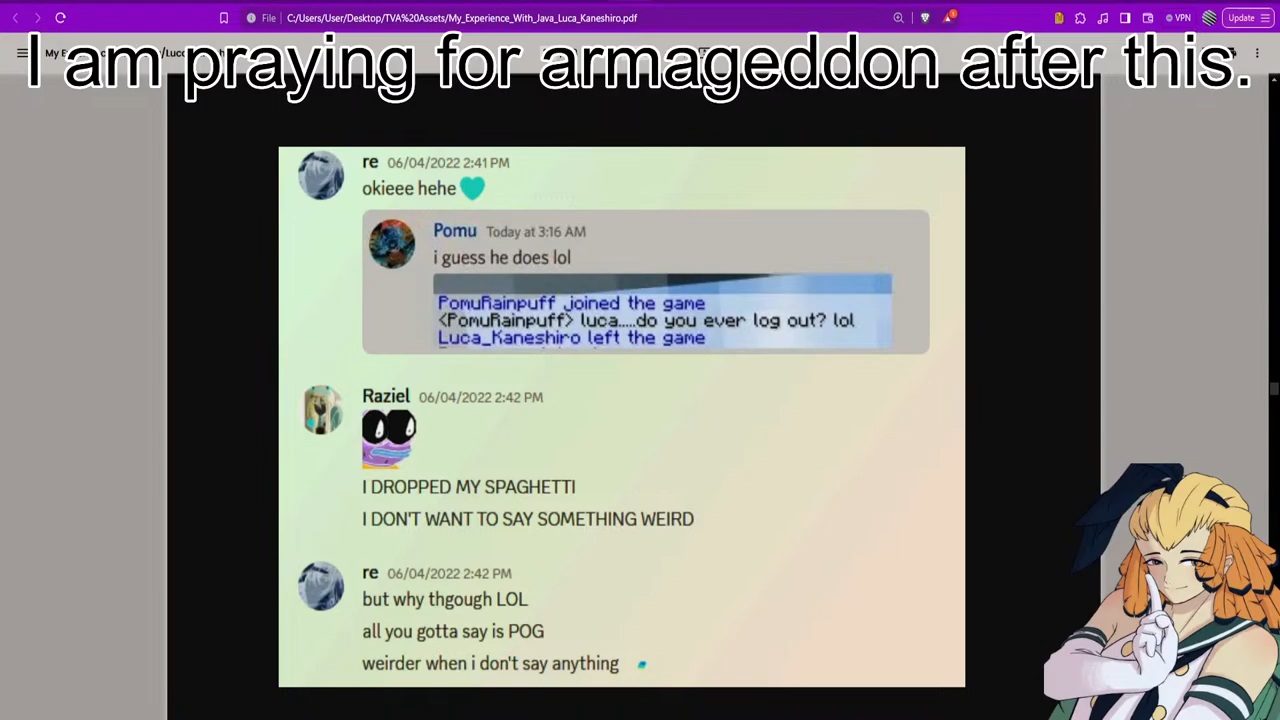 File C:/Users/User/Desktop/TVA%20Assets/My_Experience_With_Java_Luca_Kaneshiro.pdf VPN Update
I am praying for armageddon after this.
re 06/04/2022 2:41 PM
okieee hehe
Pomu Today at 3:16 AM
i guess he does lol
PomuRainpuff joined the game
<PomuRainpuff> luca.....do you ever log out? lol
Luca_Kaneshiro left the game
Raziel 06/04/2022 2:42 PM
I DROPPED MY SPAGHETTI
I DON'T WANT TO SAY SOMETHING WEIRD
re 06/04/2022 2:42 PM
but why thgough LOL
all you gotta say is POG
weirder when i don't say anything